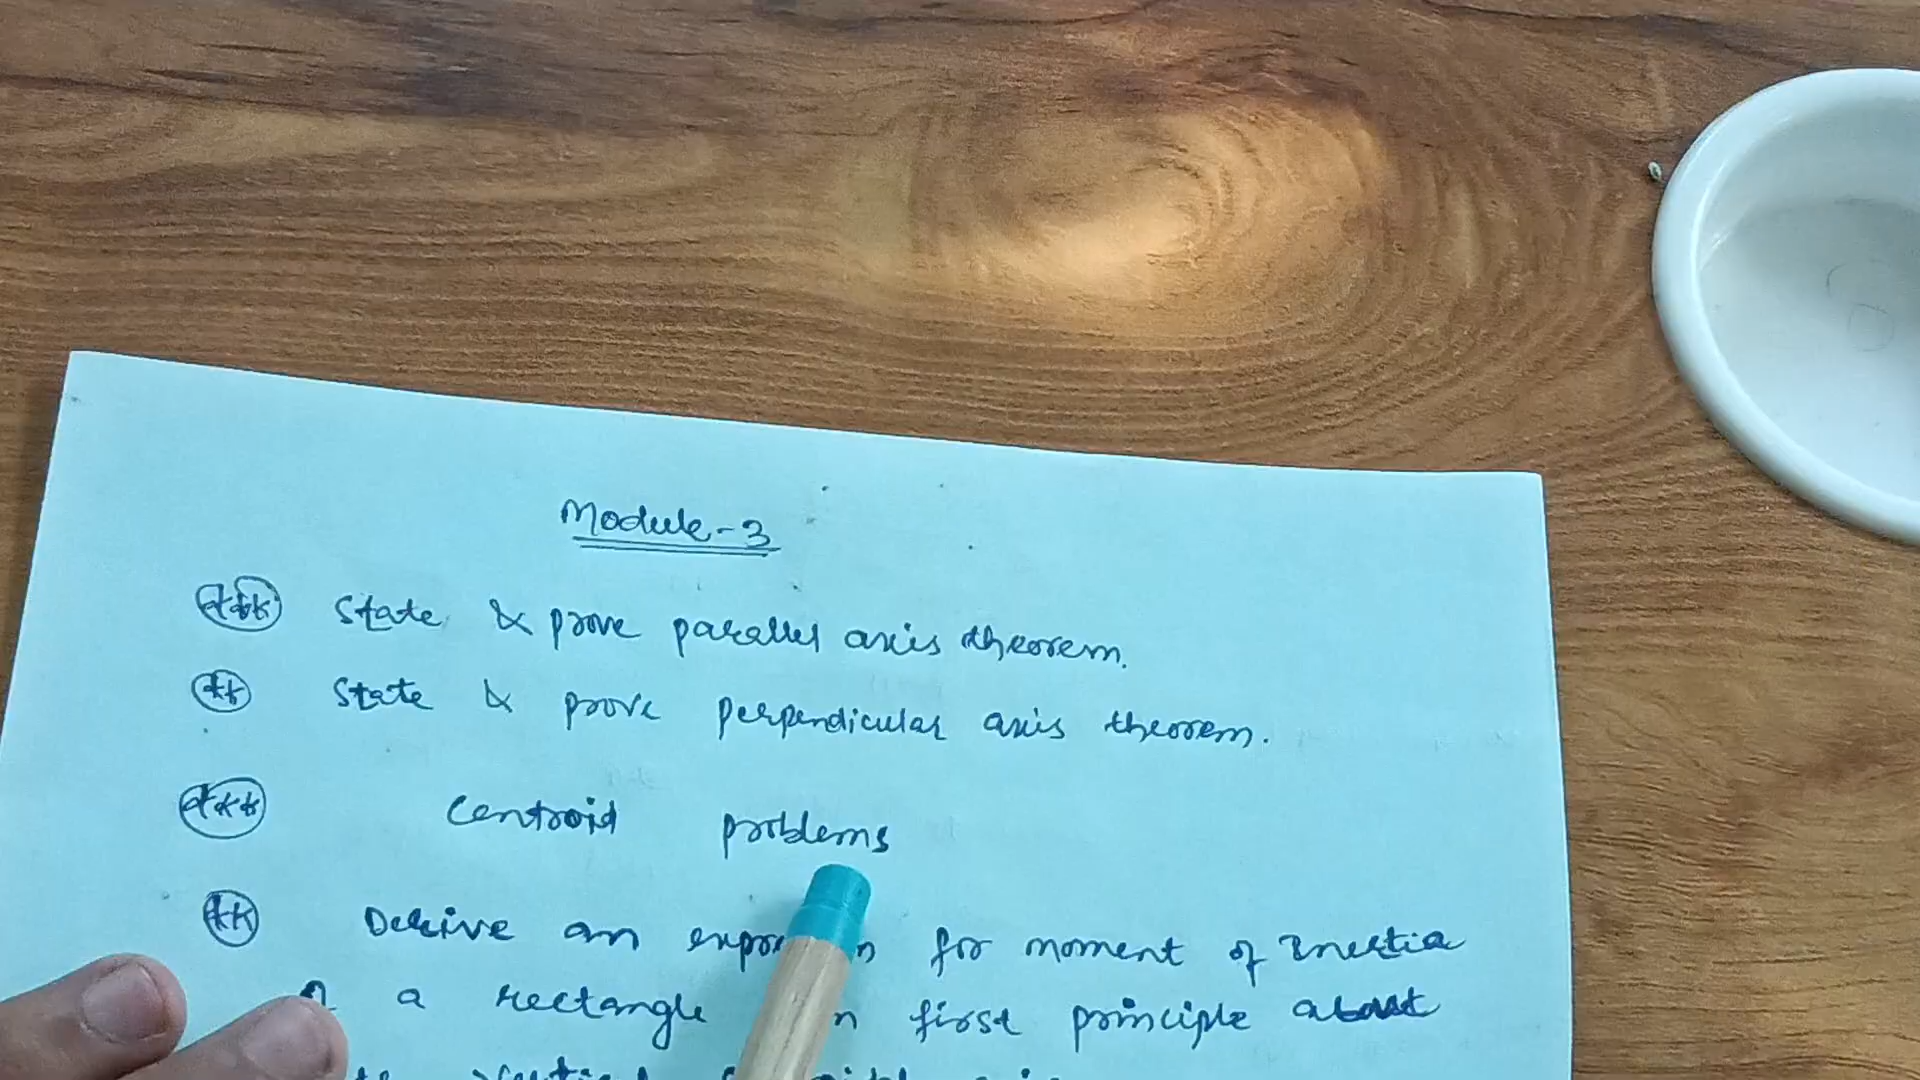 Module-3
*** State & prove parallel axis theorem.
** State & prove perpendicular axis theorem.
*** Centroid problems
** Derive an for moment of Inertia
a rectangle first principle about